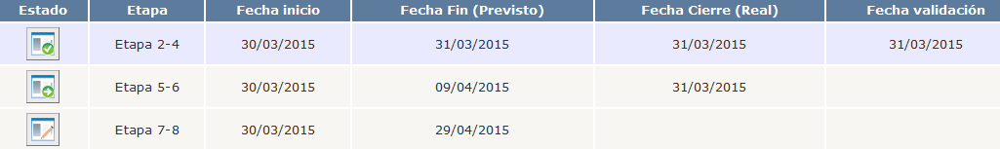 Estado Etapa Fecha inicio Fecha Fin (Previsto) Fecha Cierre (Real) Fecha validación
Etapa 2-4 30/03/2015 31/03/2015 31/03/2015 31/03/2015
Etapa 5-6 30/03/2015 09/04/2015 31/03/2015
Etapa 7-8 30/03/2015 29/04/2015